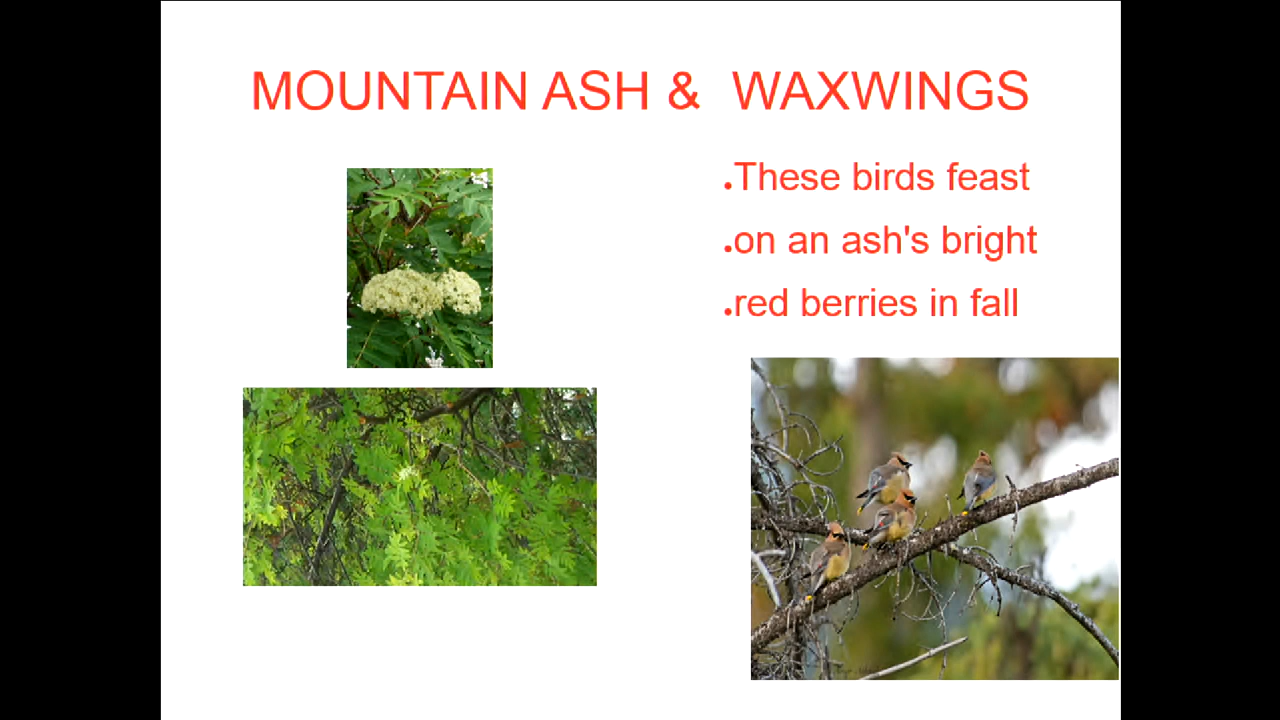 MOUNTAIN ASH & WAXWINGS
.These birds feast
.on an ash's bright
.red berries in fall